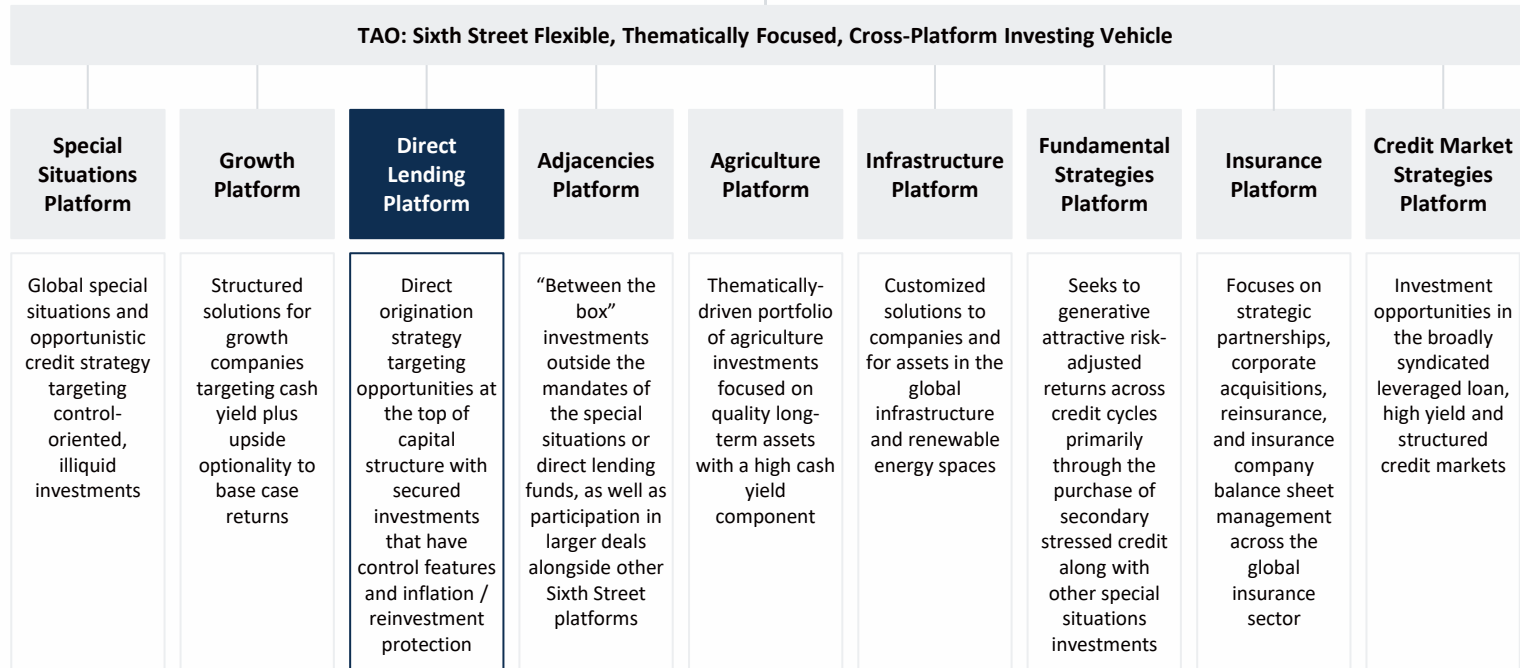 TAO: Sixth Street Flexible, Thematically Focused, Cross-Platform Investing Vehicle
Special
Situations
Platform
Growth
Platform
Direct
Lending
Platform
Adjacencies
Platform
Agriculture
Platform
Infrastructure
Platform
Fundamental
Strategies
Platform
Insurance
Platform
Credit Market
Strategies
Platform
Global special
situations and
opportunistic
credit strategy
targeting
control-
oriented,
illiquid
investments
Structured
solutions for
growth
companies
targeting cash
yield plus
upside
optionality to
base case
returns
Direct
origination
strategy
targeting
opportunities at
the top of
capital
structure with
secured
investments
that have
control features
and inflation /
reinvestment
protection
“Between the
box”
investments
outside the
mandates of
the special
situations or
direct lending
funds, as well as
participation in
larger deals
alongside other
Sixth Street
platforms
Thematically-
driven portfolio
of agriculture
investments
focused on
quality long-
term assets
with a high cash
yield
component
Customized
solutions to
companies and
for assets in the
global
infrastructure
and renewable
energy spaces
Seeks to
generative
attractive risk-
adjusted
returns across
credit cycles
primarily
through the
purchase of
secondary
stressed credit
along with
other special
situations
investments
Focuses on
strategic
partnerships,
corporate
acquisitions,
reinsurance,
and insurance
company
balance sheet
management
across the
global
insurance
sector
Investment
opportunities in
the broadly
syndicated
leveraged loan,
high yield and
structured
credit markets